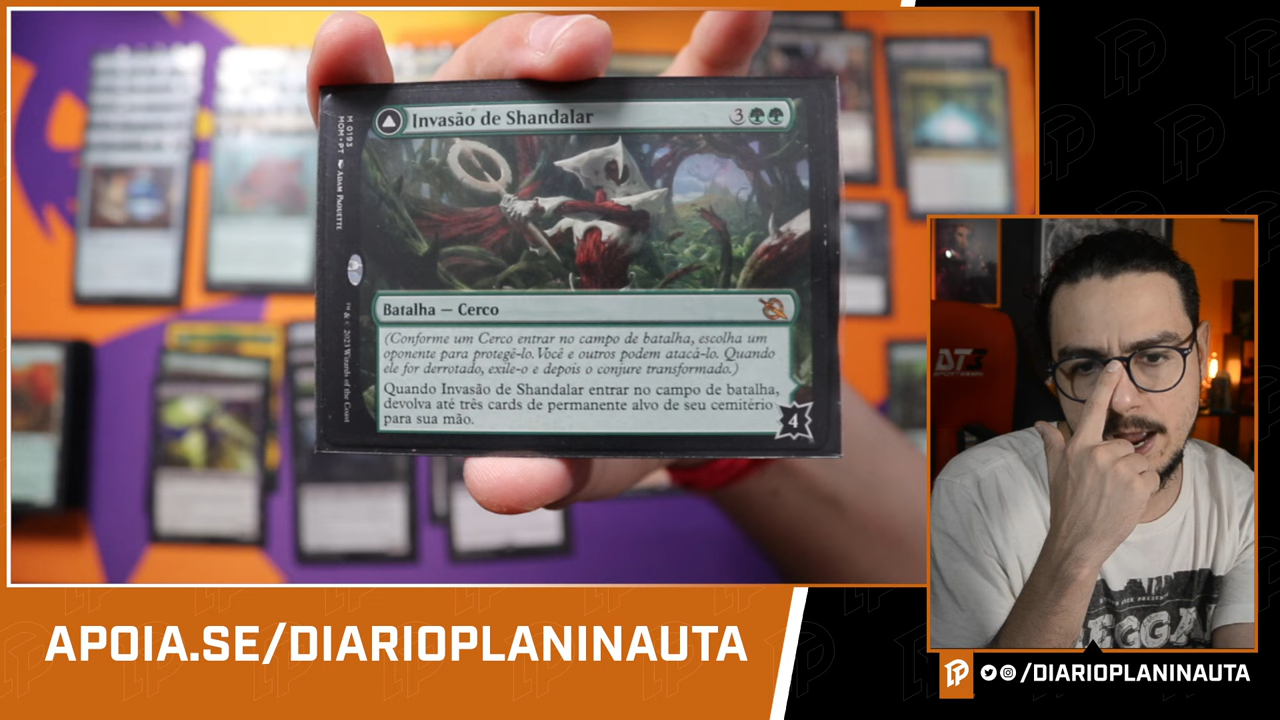 Invasão de Shandalar
3
M 0193
MOM • PT ADAM PAQUETTE
Batalha — Cerco
(Conforme um Cerco entrar no campo de batalha, escolha um
oponente para protegê-lo. Você e outros podem atacá-lo. Quando
ele for derrotado, exile-o e depois o conjure transformado.)
Quando Invasão de Shandalar entrar no campo de batalha,
devolva até três cards de permanente alvo de seu cemitério
para sua mão.
4
TM & © 2023 Wizards of the Coast
DT3
APOIA.SE/DIARIOPLANINAUTA
/DIARIOPLANINAUTA